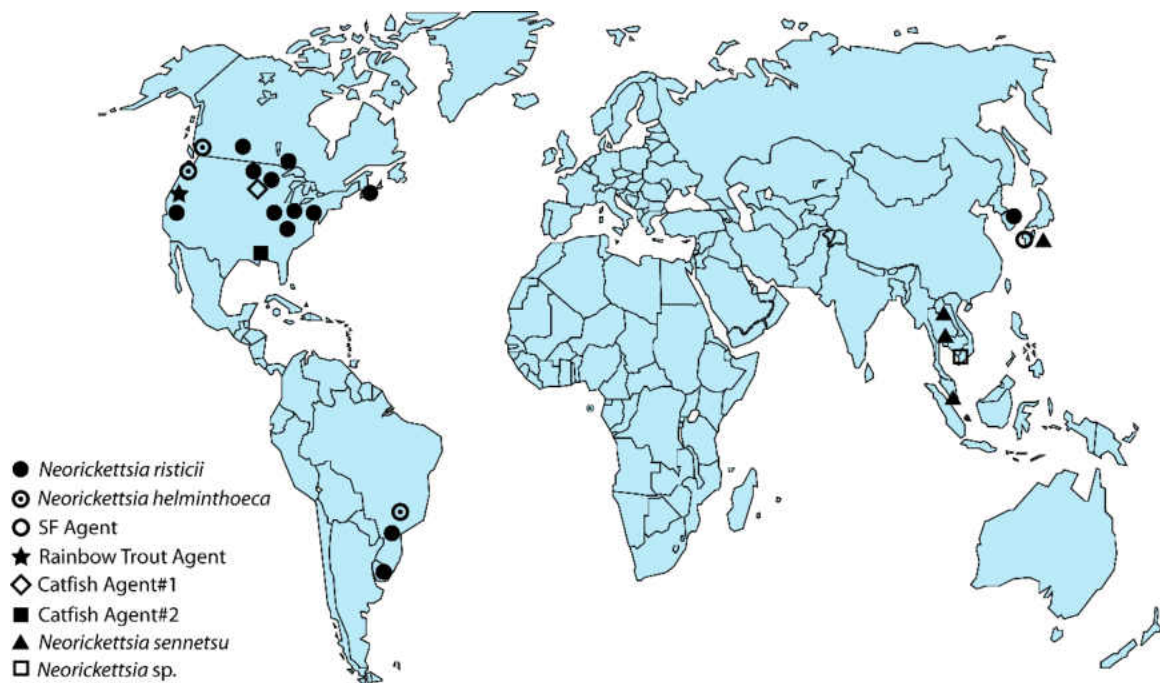 Neorickettsia risticii
Neorickettsia helminthoeca
SF Agent
Rainbow Trout Agent
Catfish Agent#1
Catfish Agent#2
Neorickettsia sennetsu
Neorickettsia sp.